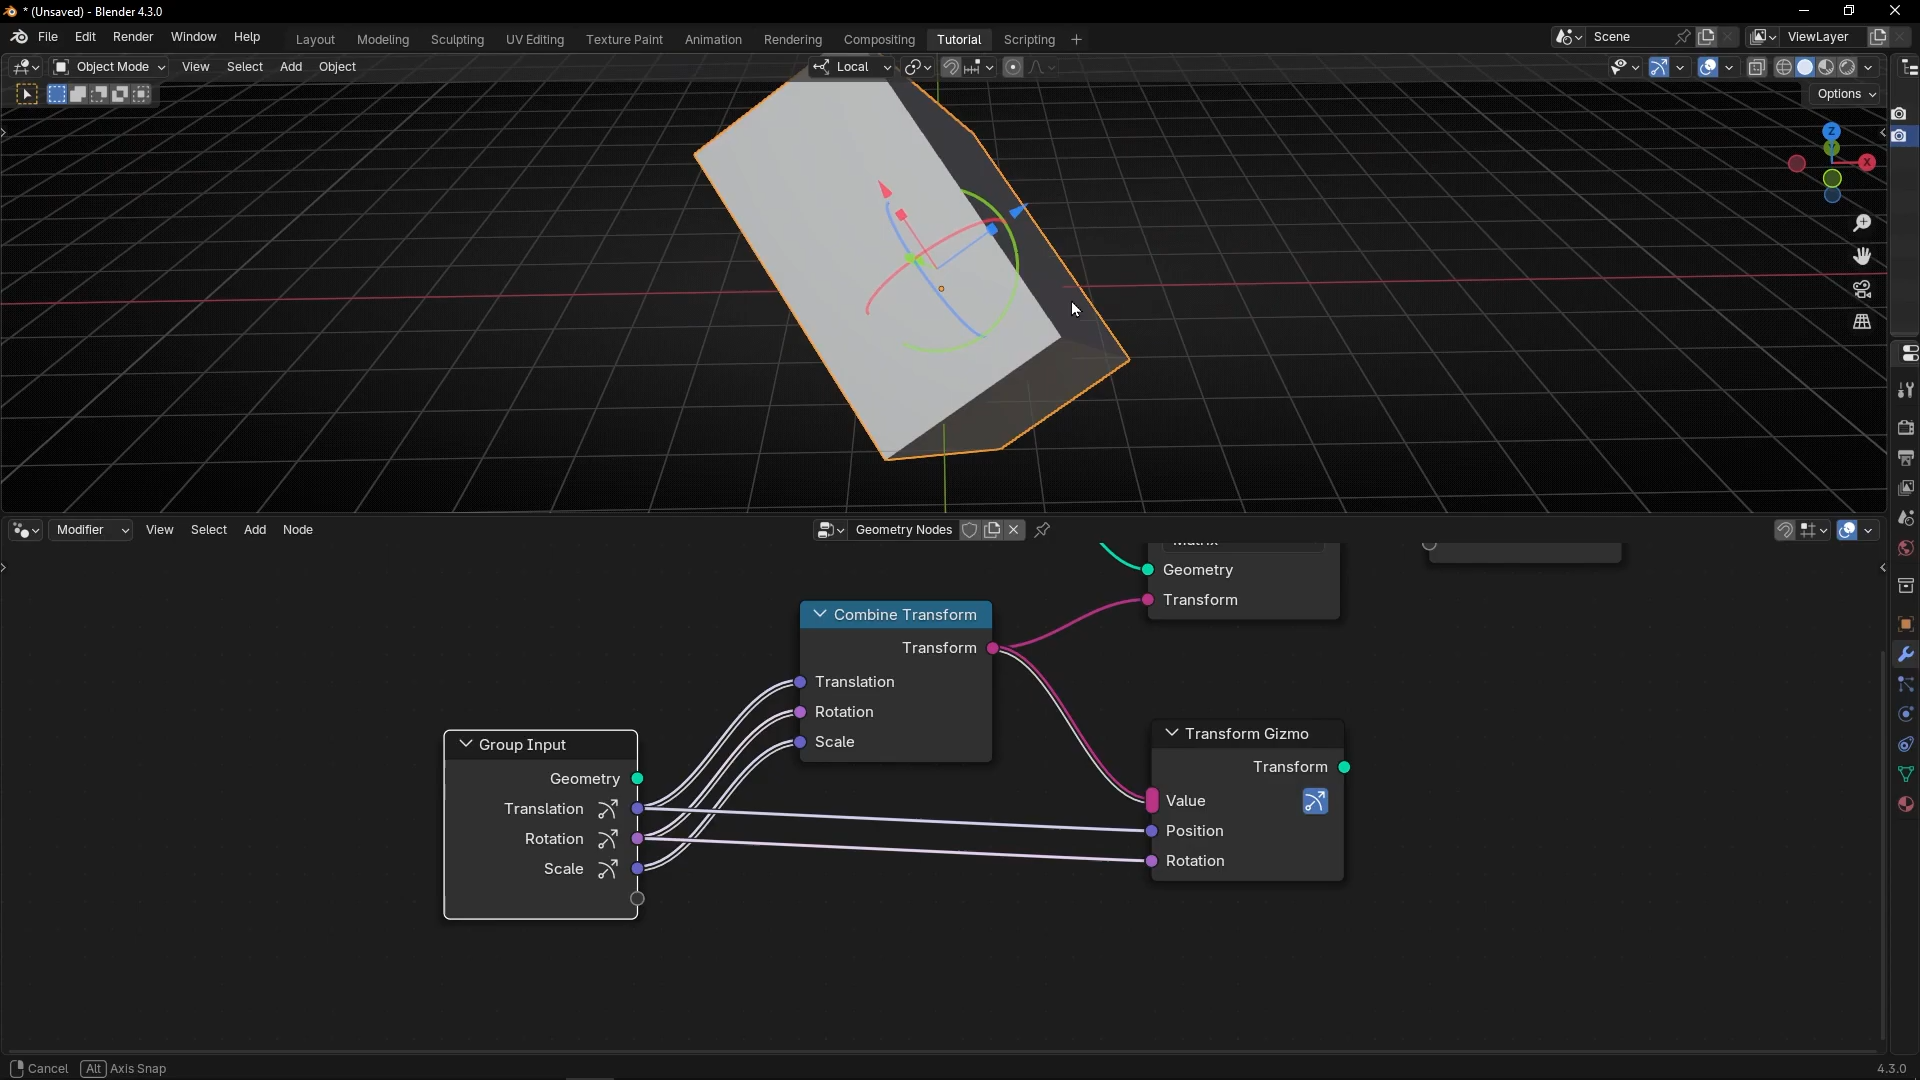 * (Unsaved) - Blender 4.3.0
File Edit Render Window Help Layout Modeling Sculpting UV Editing Texture Paint Animation Rendering Compositing Tutorial Scripting + Scene ViewLayer
Object Mode View Select Add Object Local
Options
Z
Y
X
Modifier View Select Add Node Geometry Nodes
Matrix
Geometry
Transform
Combine Transform
Transform
Translation
Rotation
Scale
Group Input
Geometry
Translation
Rotation
Scale
Transform Gizmo
Transform
Value
Position
Rotation
Cancel Alt Axis Snap 4.3.0